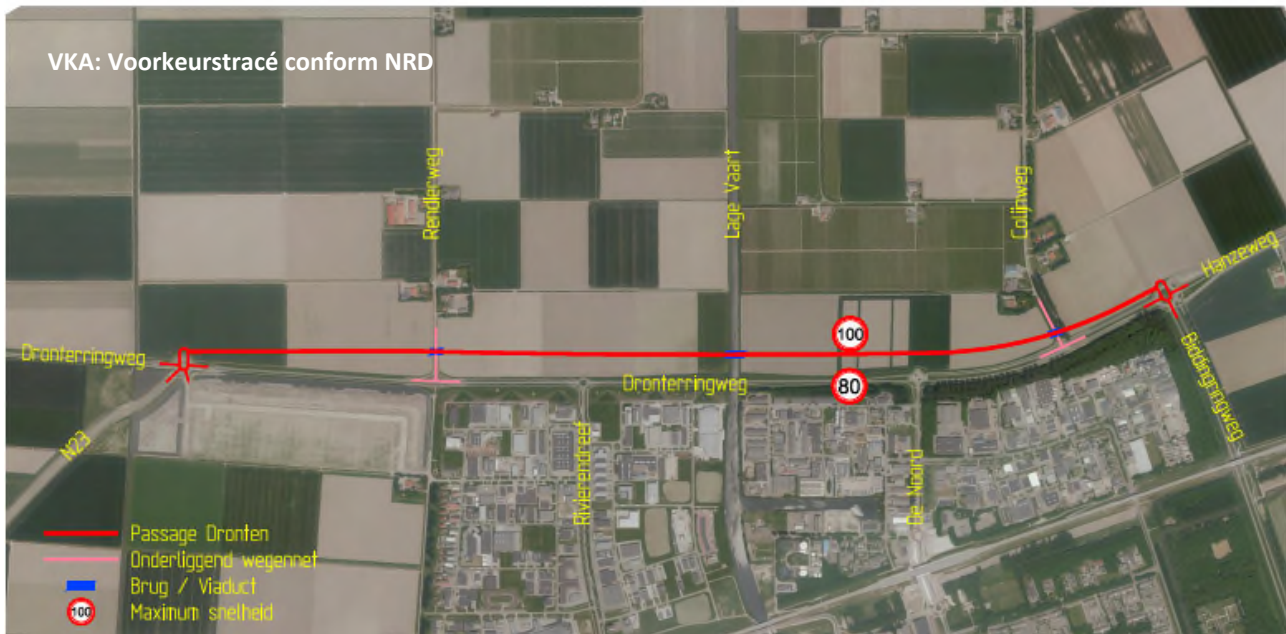 VKA: Voorkeurstracé conform NRD
Rendierweg
Lage Vaart
Colijnweg
Hanzeweg
100
Dronterringweg
Dronterringweg
80
Biddingringweg
N23
Rivierendreef
De Noord
Passage Dronten
Onderliggend wegennet
Brug / Viaduct
100
Maximum snelheid